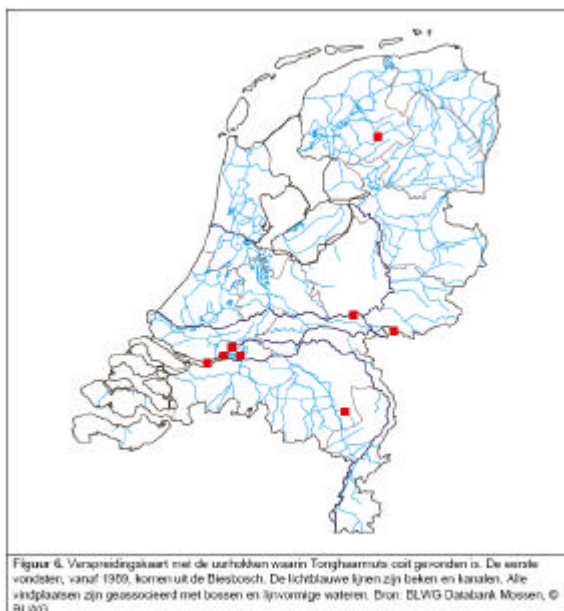 Figuur 6. Verspreidingskaart met de uurhokken waarin Tonghaarmuts ooit gevonden is. De eerste
vondsten, vanaf 1989, komen uit de Biesbosch. De lichtblauwe lijnen zijn beken en kanalen. Alle
vindplaatsen zijn geassocieerd met bossen en lijnvormige wateren. Bron: BLWG Databank Mossen, ©
BLWG